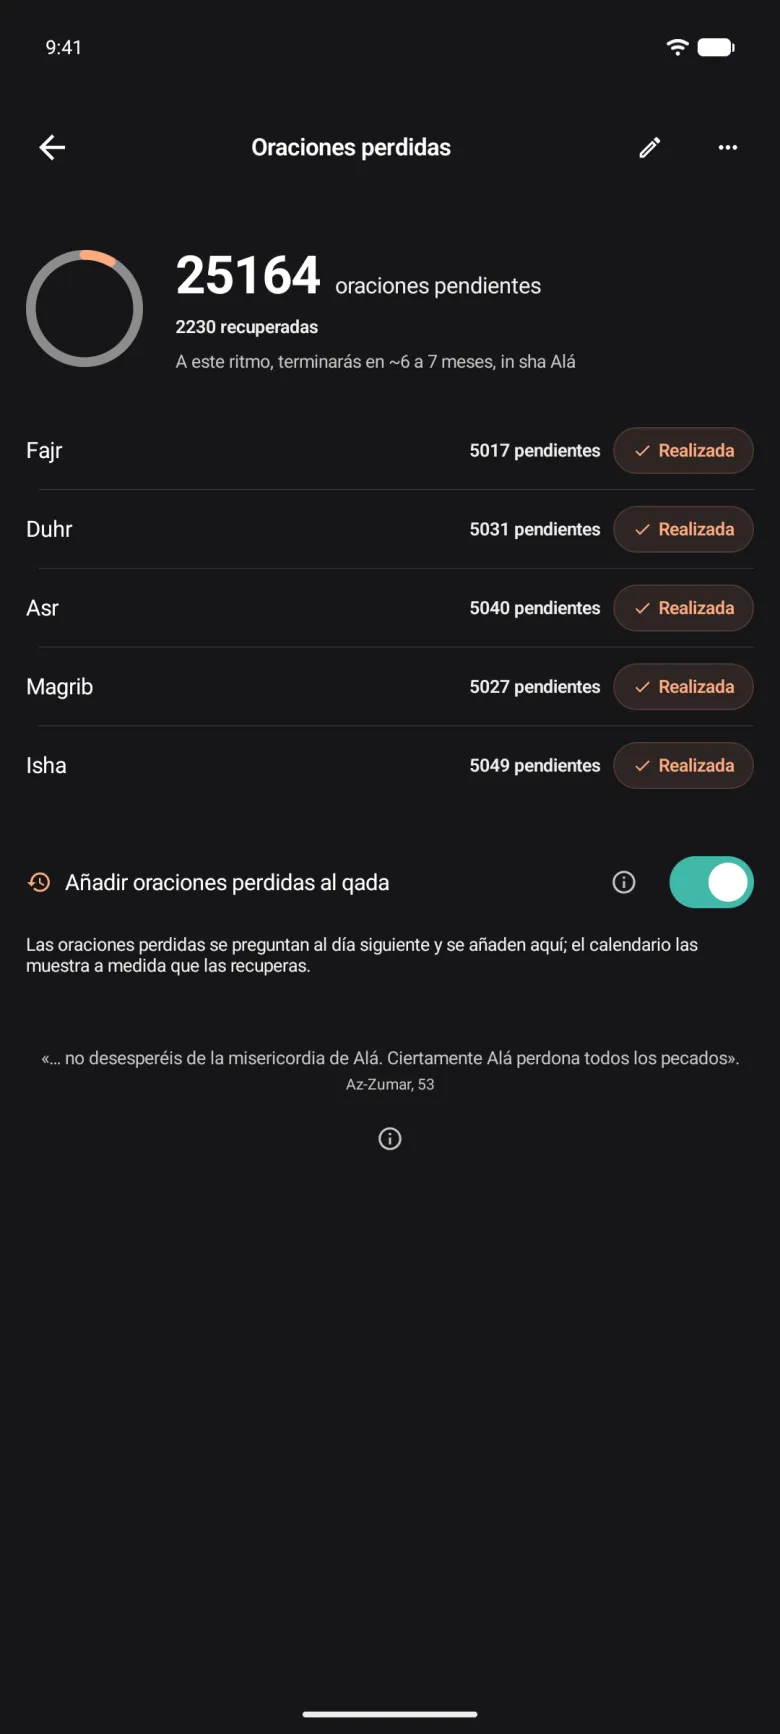 9:41
Oraciones perdidas
25164 oraciones pendientes
2230 recuperadas
A este ritmo, terminarás en ~6 a 7 meses, in sha Alá
Fajr 5017 pendientes Realizada
Duhr 5031 pendientes Realizada
Asr 5040 pendientes Realizada
Magrib 5027 pendientes Realizada
Isha 5049 pendientes Realizada
Añadir oraciones perdidas al qada
Las oraciones perdidas se preguntan al día siguiente y se añaden aquí; el calendario las
muestra a medida que las recuperas.
«… no desesperéis de la misericordia de Alá. Ciertamente Alá perdona todos los pecados».
Az-Zumar, 53